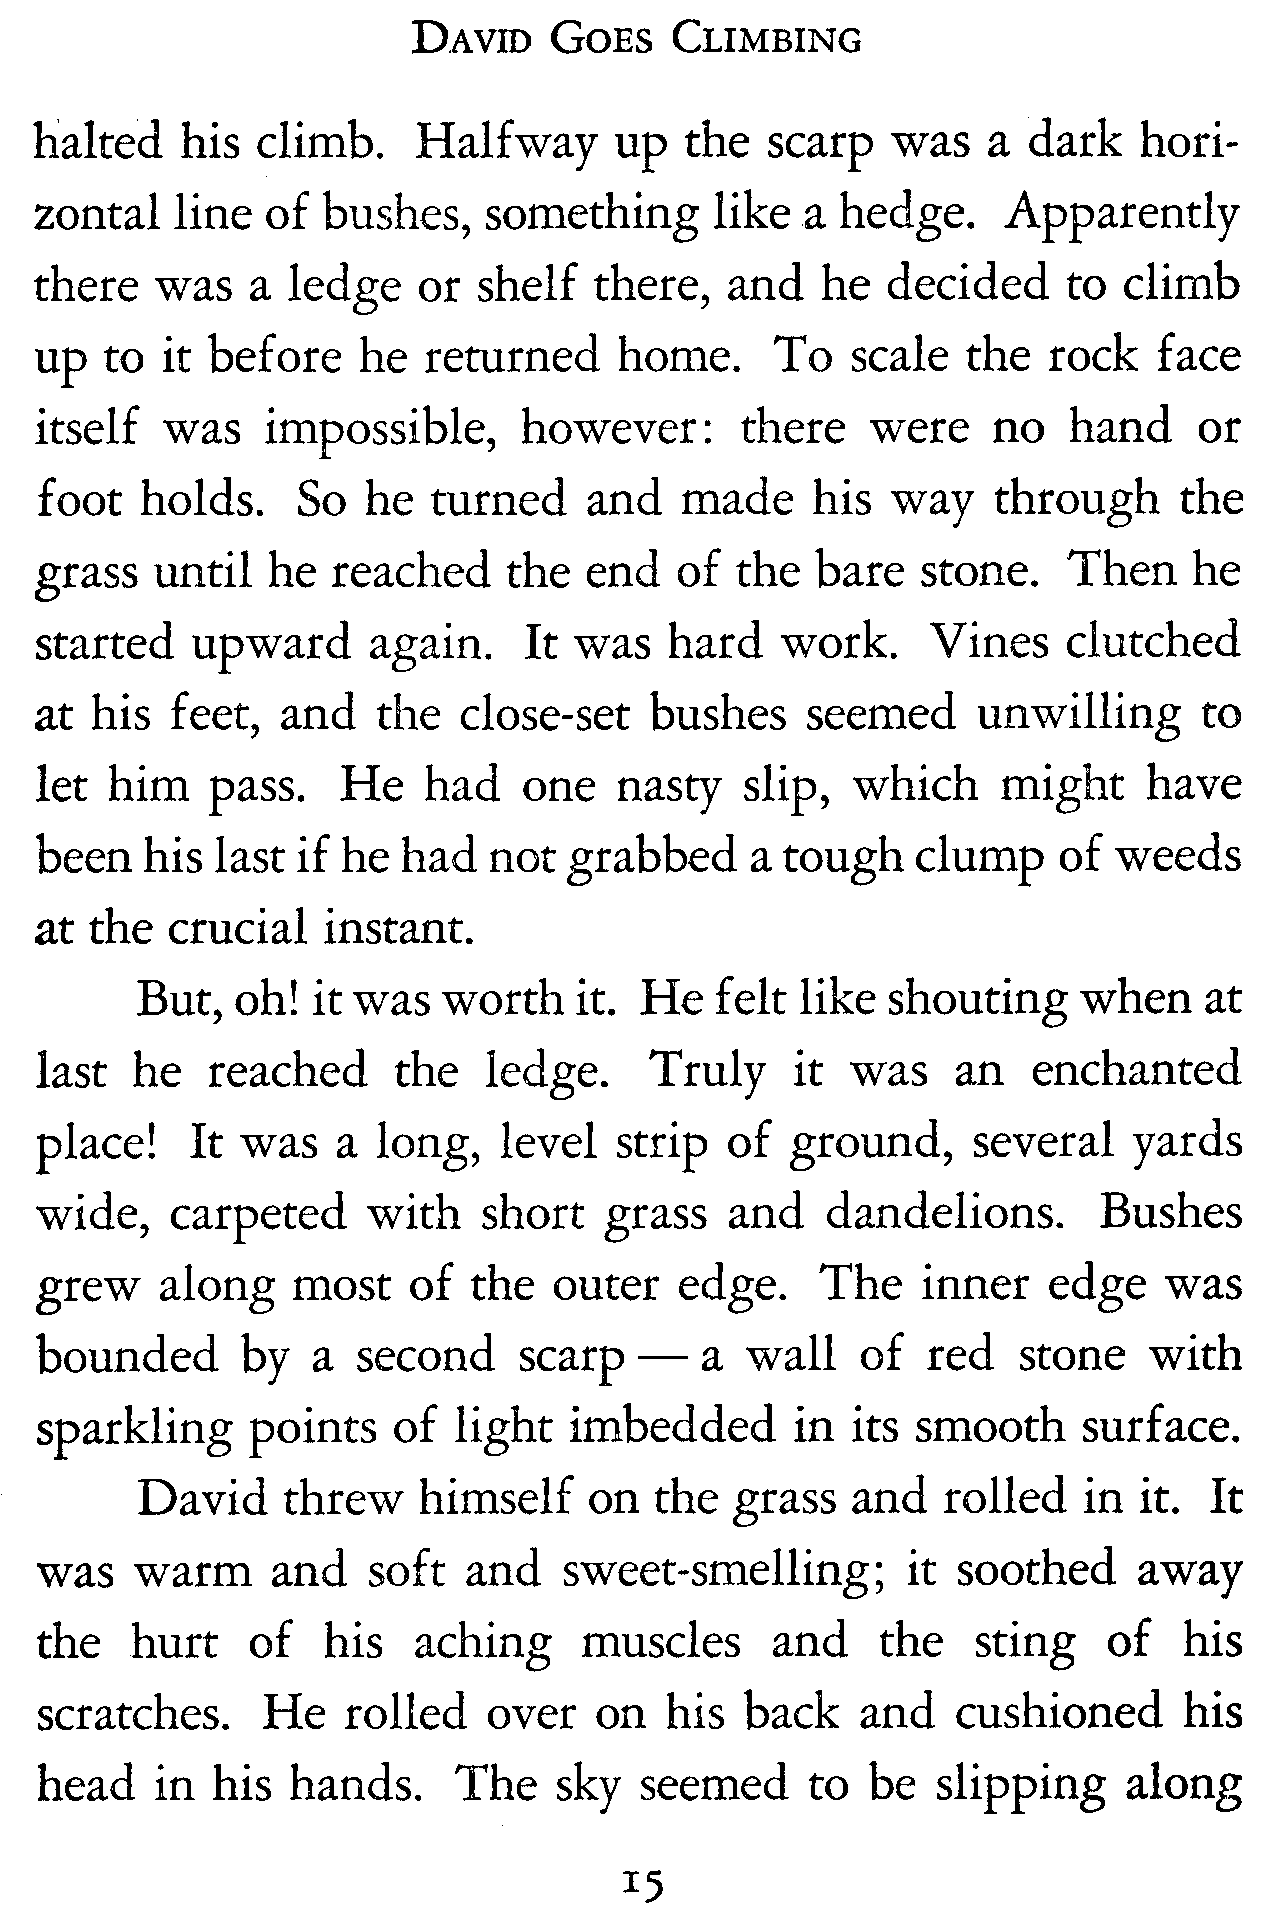 David Goes Climbing
halted his climb. Halfway up the scarp was a dark hori-
zontal line of bushes, something like a hedge. Apparently
there was a ledge or shelf there, and he decided to climb
up to it before he returned home. To scale the rock face
itself was impossible, however: there were no hand or
foot holds. So he turned and made his way through the
grass until he reached the end of the bare stone. Then he
started upward again. It was hard work. Vines clutched
at his feet, and the close-set bushes seemed unwilling to
let him pass. He had one nasty slip, which might have
been his last if he had not grabbed a tough clump of weeds
at the crucial instant.
But, oh! it was worth it. He felt like shouting when at
last he reached the ledge. Truly it was an enchanted
place! It was a long, level strip of ground, several yards
wide, carpeted with short grass and dandelions. Bushes
grew along most of the outer edge. The inner edge was
bounded by a second scarp — a wall of red stone with
sparkling points of light imbedded in its smooth surface.
David threw himself on the grass and rolled in it. It
was warm and soft and sweet-smelling; it soothed away
the hurt of his aching muscles and the sting of his
scratches. He rolled over on his back and cushioned his
head in his hands. The sky seemed to be slipping along
15